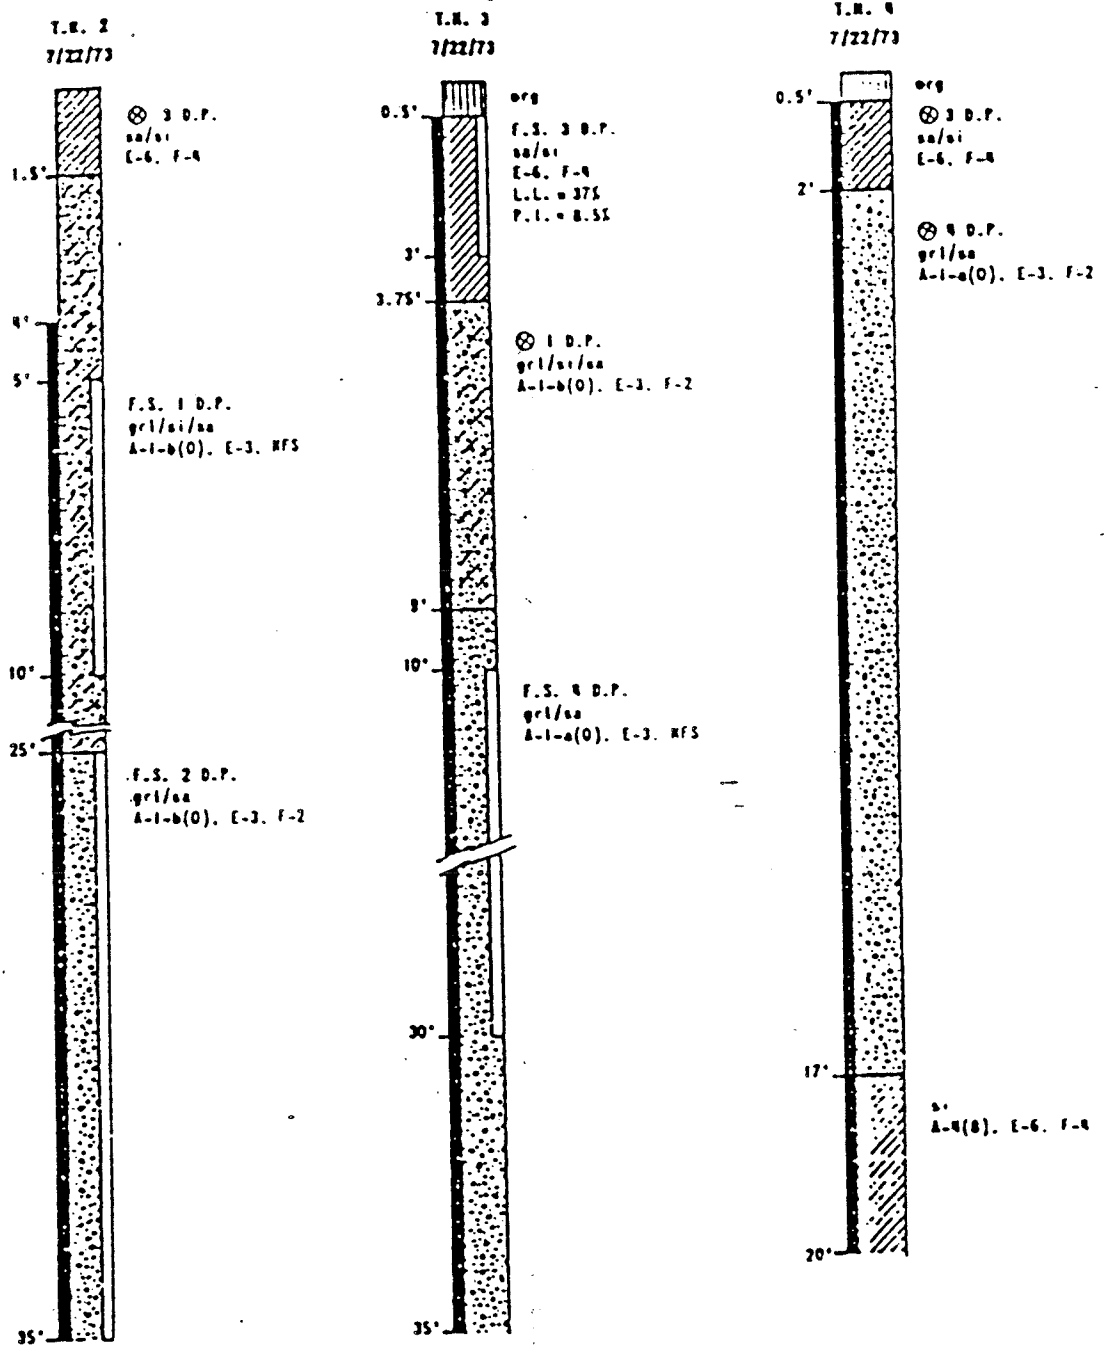 T.H. 2
7/22/73
⊗ 3 D.P.
sa/si
E-6, F-4
1.5'
4'
5'
F.S. 1 D.P.
grl/si/sa
A-1-b(0), E-3, NFS
10'
25'
F.S. 2 D.P.
grl/sa
A-1-b(0), E-3, F-2
35'
T.H. 3
7/22/73
org
0.5'
F.S. 3 D.P.
sa/si
E-6, F-4
L.L. = 37%
P.I. = 8.5%
3'
3.75'
⊗ 1 D.P.
grl/si/sa
A-1-b(0), E-3, F-2
8'
10'
F.S. 4 D.P.
grl/sa
A-1-a(0), E-3, NFS
30'
35'
T.H. 4
7/22/73
org
0.5'
⊗ 3 D.P.
sa/si
E-6, F-4
2'
⊗ 4 D.P.
grl/sa
A-1-a(0), E-3, F-2
17'
si
A-4(8), E-6, F-4
20'